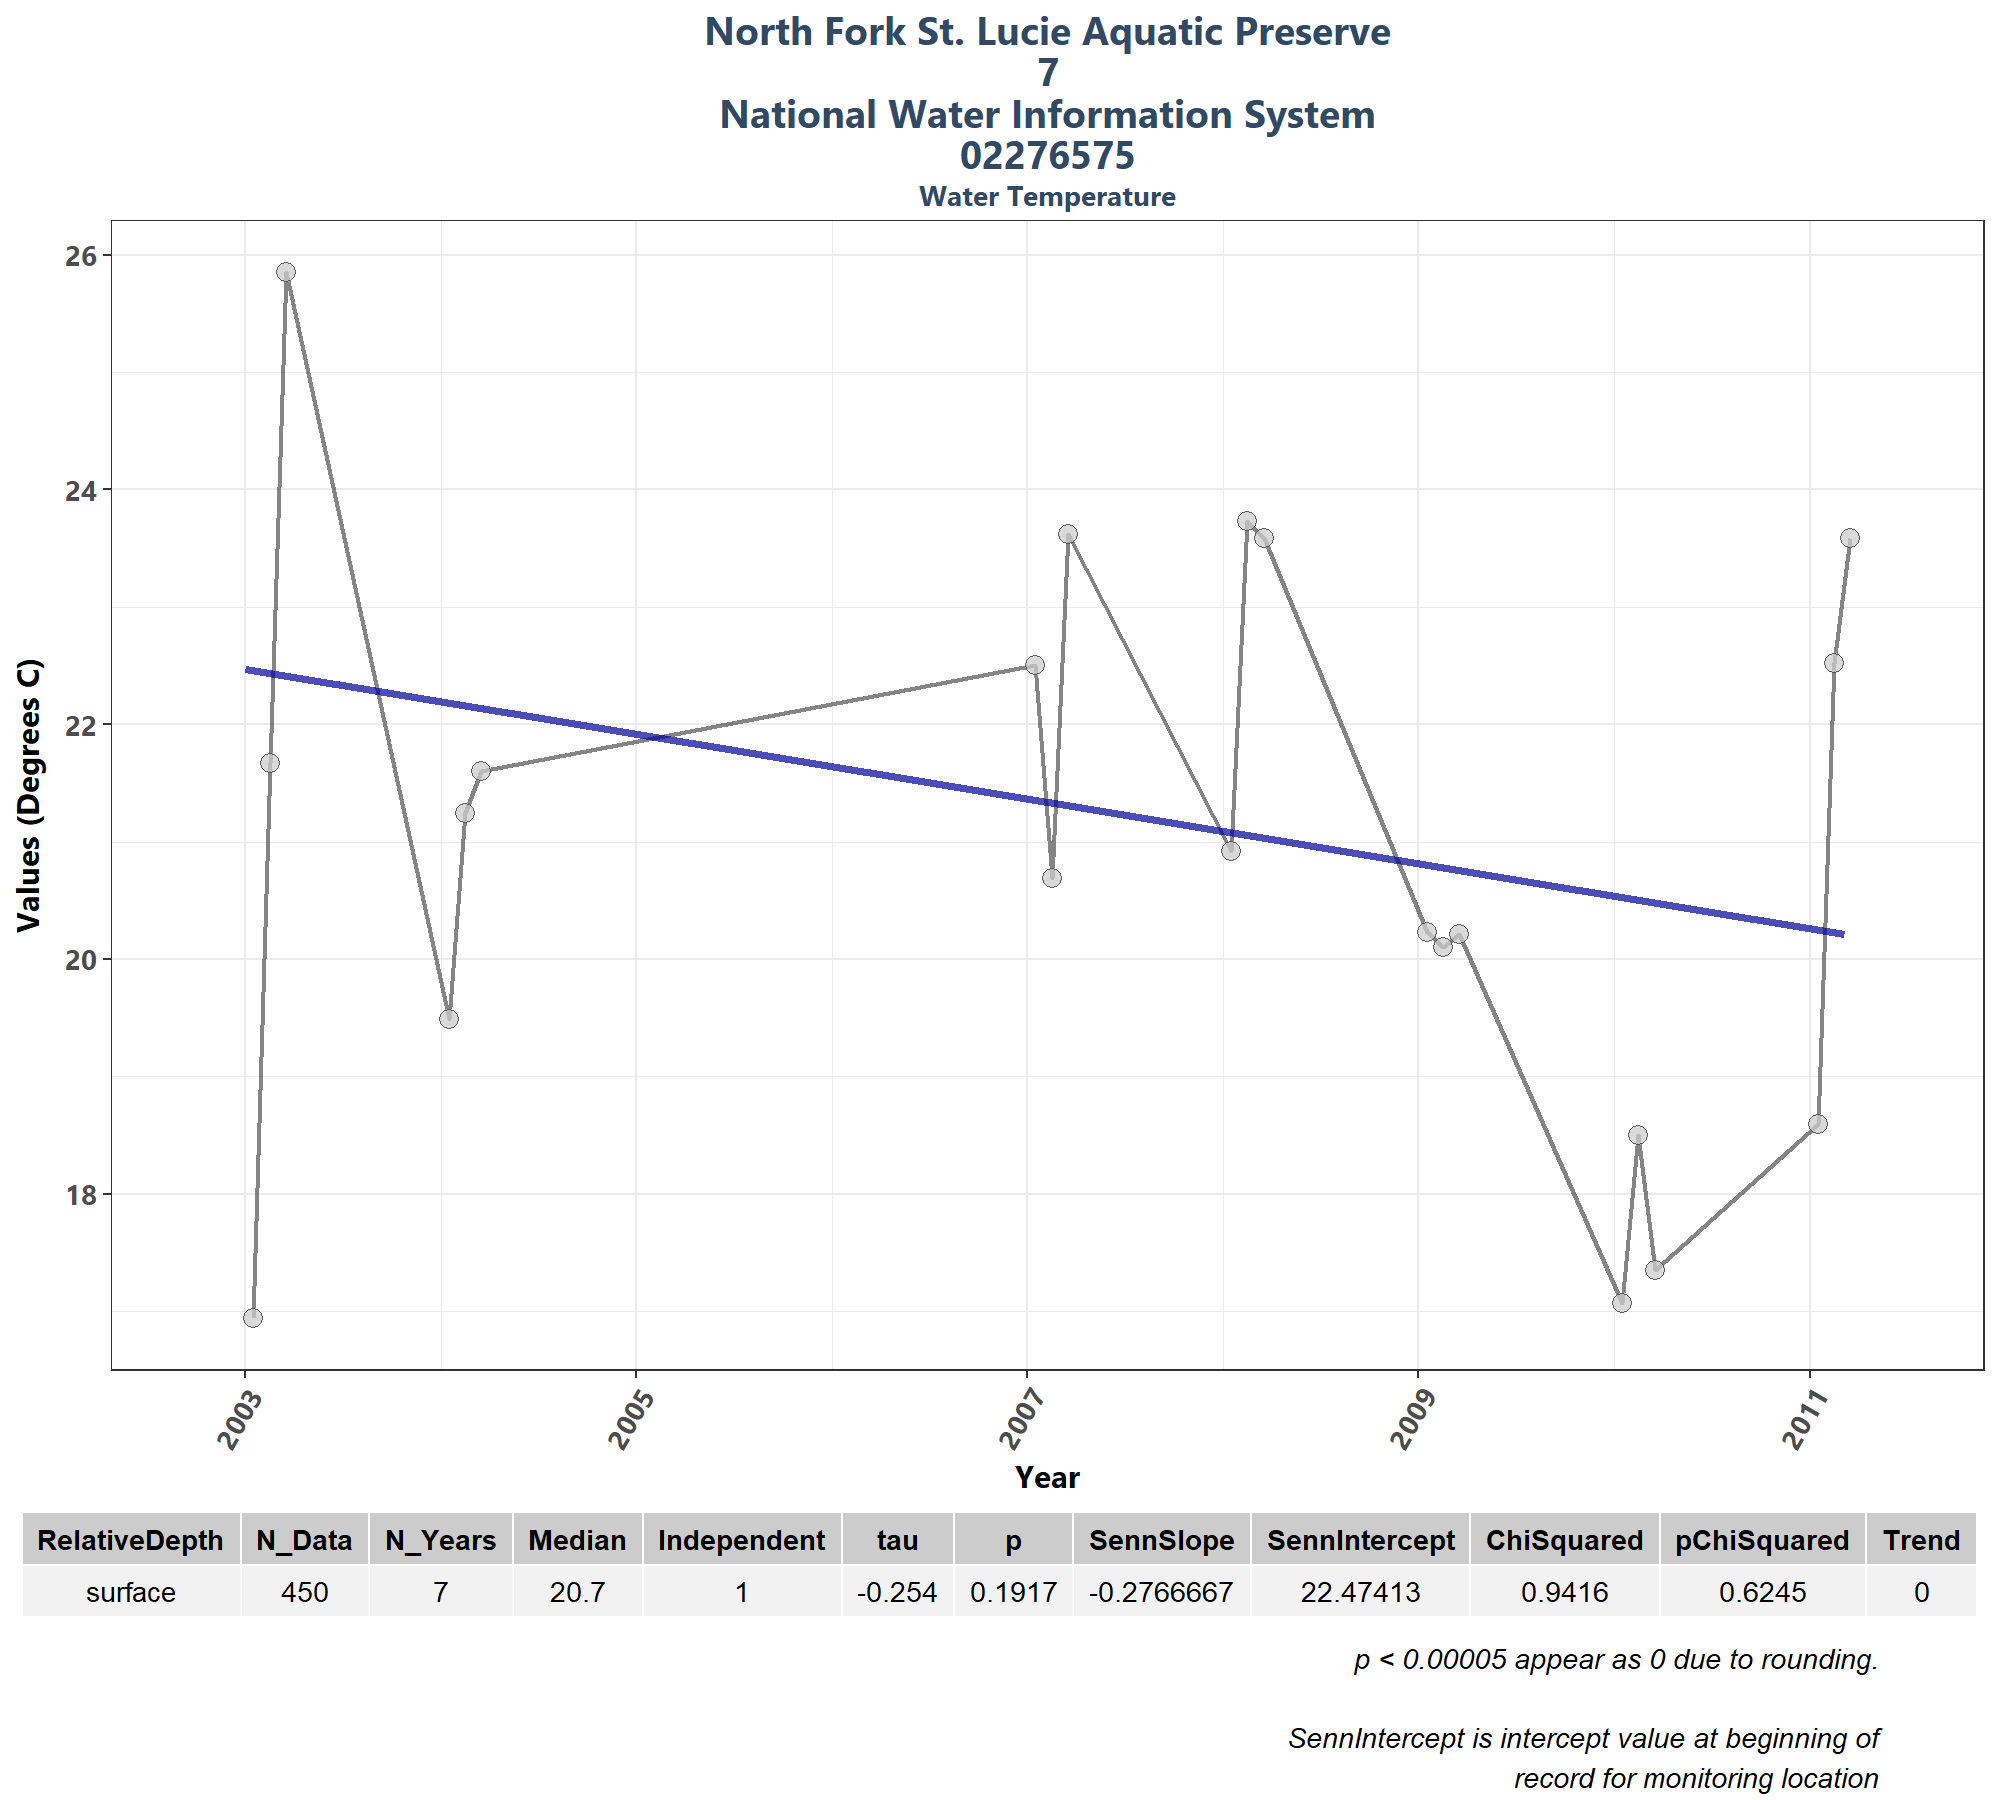 North Fork St. Lucie Aquatic Preserve
7
National Water Information System
02276575
Water Temperature
26
24
22
20
18
Values (Degrees C)
2003
2005
2007
2009
2011
Year
RelativeDepth N_Data N_Years Median Independent tau p SennSlope SennIntercept ChiSquared pChiSquared Trend
surface 450 7 20.7 1 -0.254 0.1917 -0.2766667 22.47413 0.9416 0.6245 0
p < 0.00005 appear as 0 due to rounding.
SennIntercept is intercept value at beginning of
record for monitoring location